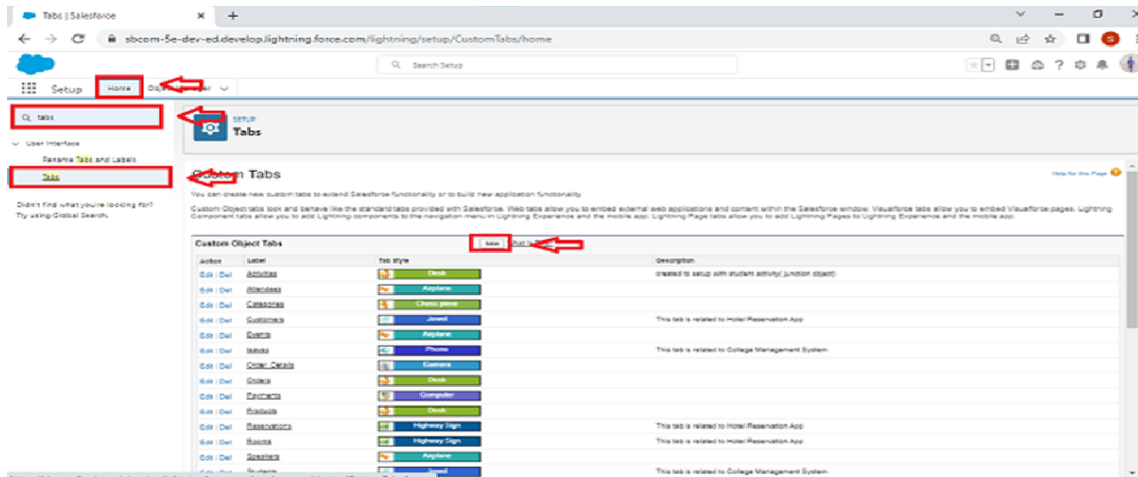 Tabs | Salesforce
sbcom-5e-dev-ed.develop.lightning.force.com/lightning/setup/CustomTabs/home
Search Setup
Setup Home Object Manager
tabs
User Interface
Rename Tabs and Labels
Tabs
Didn't find what you're looking for?
Try using Global Search.
SETUP
Tabs
Custom Tabs
Help for this Page
You can create new custom tabs to extend Salesforce functionality or to build new application functionality.
Custom Object tabs look and behave like the standard tabs provided with Salesforce. Web tabs allow you to embed external web applications and content within the Salesforce window. Visualforce tabs allow you to embed Visualforce pages. Lightning
Component tabs allow you to add Lightning components to the navigation menu in Lightning Experience and the mobile app. Lightning Page tabs allow you to add Lightning Pages to Lightning Experience and the mobile app.
Custom Object Tabs New What Is This?
Action Label Tab Style Description
Edit | Del Activities Desk created to setup with student activity( junction object)
Edit | Del Attendees Airplane
Edit | Del Categories Chess piece
Edit | Del Customers Jewel This tab is related to Hotel Reservation App
Edit | Del Events Airplane
Edit | Del Phone This tab is related to College Management System
Edit | Del Order Details Camera
Edit | Del Orders Desk
Edit | Del Payments Computer
Edit | Del Products Desk
Edit | Del Reservations Highway Sign This tab is related to Hotel Reservation App
Edit | Del Rooms Highway Sign This tab is related to Hotel Reservation App
Edit | Del Speakers Airplane
Edit | Del Students Jewel This tab is related to College Management System